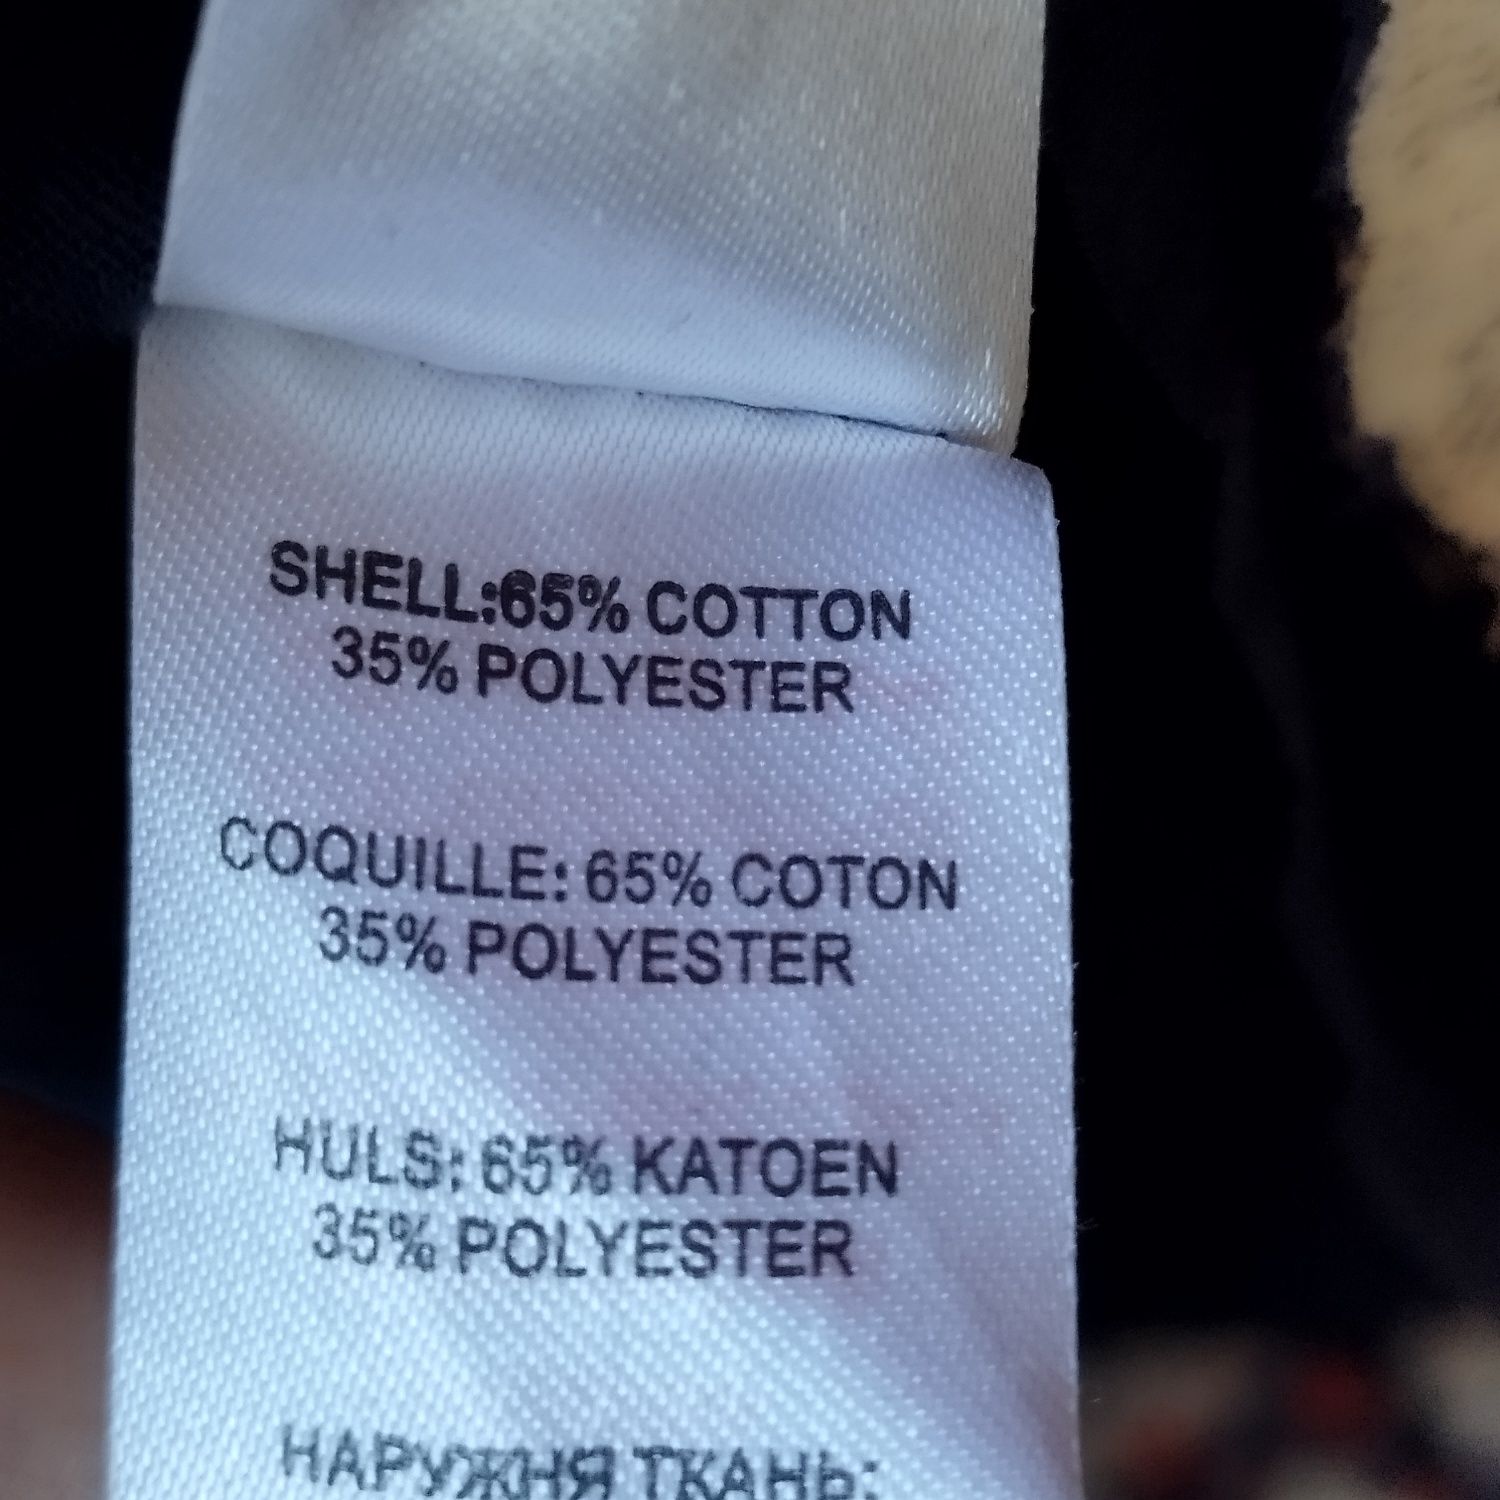 SHELL:65% COTTON
35% POLYESTER
COQUILLE: 65% COTON
35% POLYESTER
HULS: 65% KATOEN
35% POLYESTER
НАРУЖНЯ ТКАНЬ: